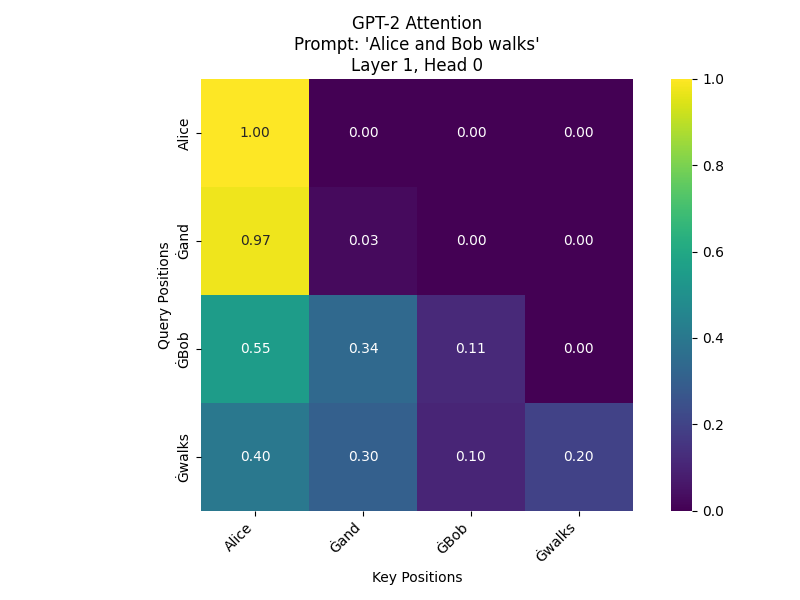 GPT-2 Attention
Prompt: 'Alice and Bob walks'
Layer 1, Head 0
Query Positions
Alice
Ġand
ĠBob
Ġwalks
1.00 0.00 0.00 0.00
0.97 0.03 0.00 0.00
0.55 0.34 0.11 0.00
0.40 0.30 0.10 0.20
Alice
Ġand
ĠBob
Ġwalks
Key Positions
1.0
0.8
0.6
0.4
0.2
0.0